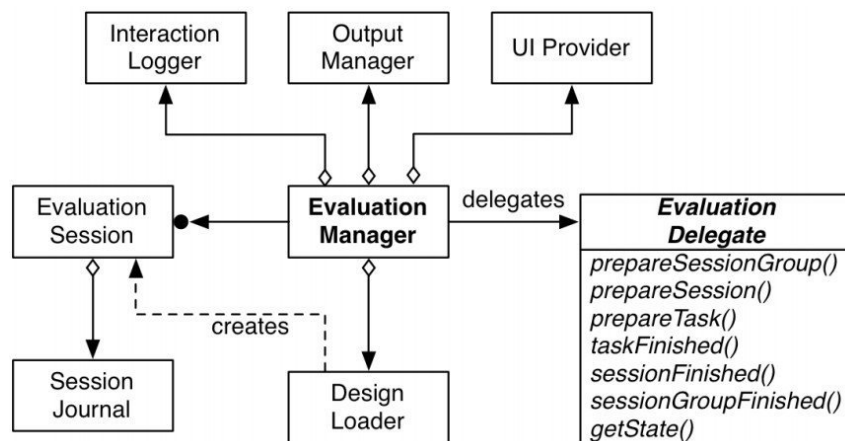 Interaction
Logger
Output
Manager
UI Provider
Evaluation
Session
Evaluation
Manager
delegates
Evaluation
Delegate
prepareSessionGroup()
prepareSession()
prepareTask()
taskFinished()
sessionFinished()
sessionGroupFinished()
getState()
creates
Session
Journal
Design
Loader